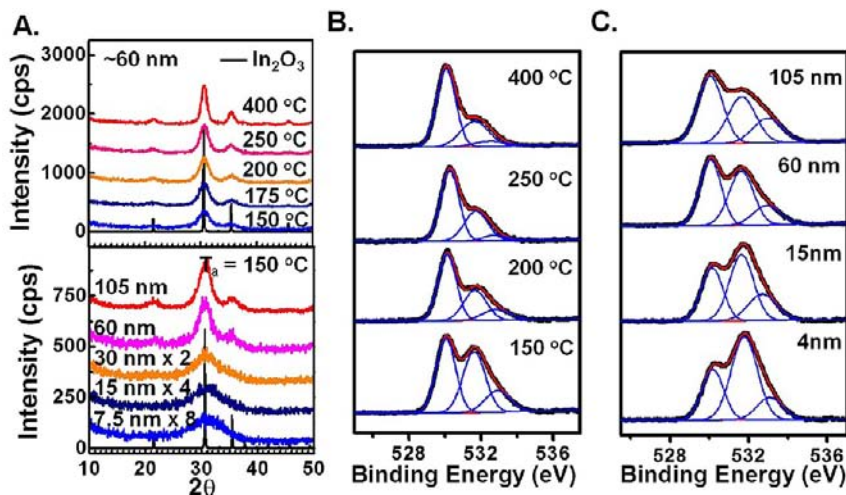 A.
3000
2000
1000
0
Intensity (cps)
~60 nm
In₂O₃
400 °C
250 °C
200 °C
175 °C
150 °C
750
500
250
0
Intensity (cps)
Tₐ = 150 °C
105 nm
60 nm
30 nm x 2
15 nm x 4
7.5 nm x 8
10 20 30 40 50
2θ
B.
400 °C
250 °C
200 °C
150 °C
528 532 536
Binding Energy (eV)
C.
105 nm
60 nm
15nm
4nm
528 532 536
Binding Energy (eV)